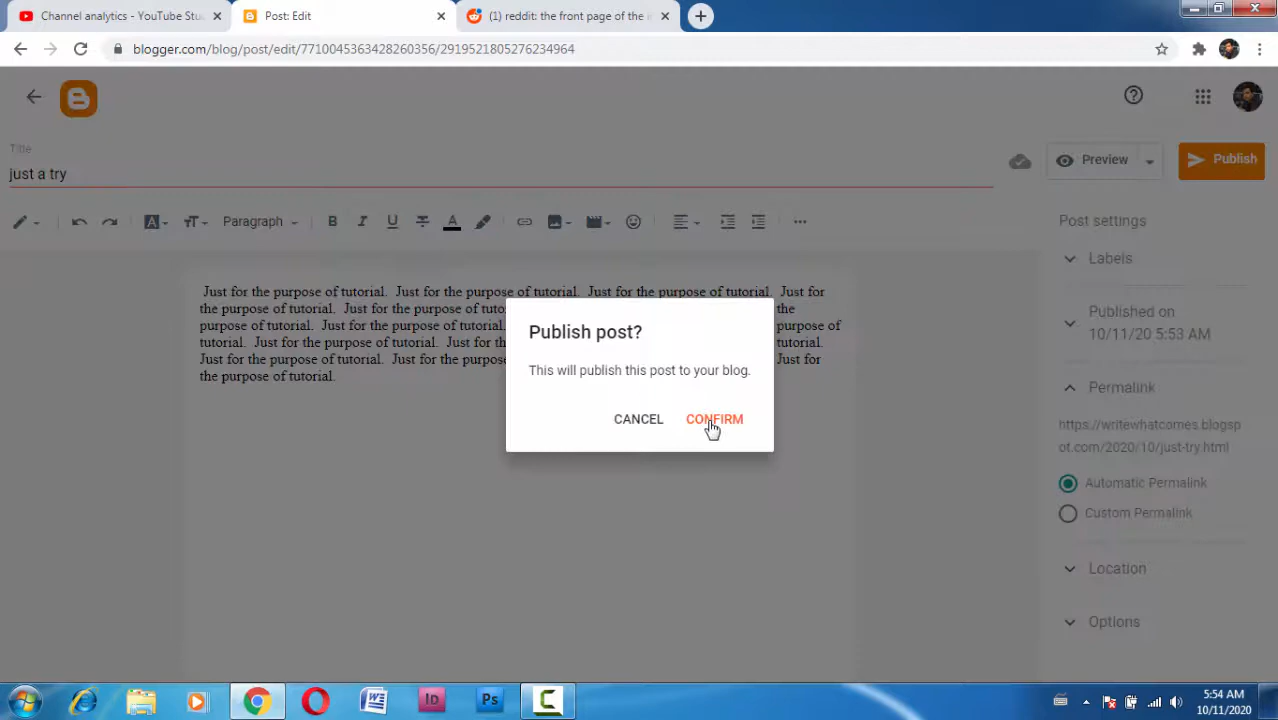 Channel analytics - YouTube Stu
Post: Edit
(1) reddit: the front page of the i
blogger.com/blog/post/edit/7710045363428260356/2919521805276234964
Title
just a try
Preview
Publish
Paragraph
B I U A
Post settings
Labels
Published on
10/11/20 5:53 AM
Permalink
https://writewhatcomes.blogsp
ot.com/2020/10/just-try.html
Automatic Permalink
Custom Permalink
Location
Options
Just for the purpose of tutorial.  Just for the purpose of tutorial.  Just for the purpose of tutorial.  Just for
the purpose of tutorial.  Just for the purpose of tuto the
purpose of tutorial.  Just for the purpose of tutorial. purpose of
tutorial.  Just for the purpose of tutorial.  Just for th tutorial.
Just for the purpose of tutorial.  Just for the purpose Just for
the purpose of tutorial.
Publish post?
This will publish this post to your blog.
CANCEL
CONFIRM
Id
Ps
5:54 AM
10/11/2020